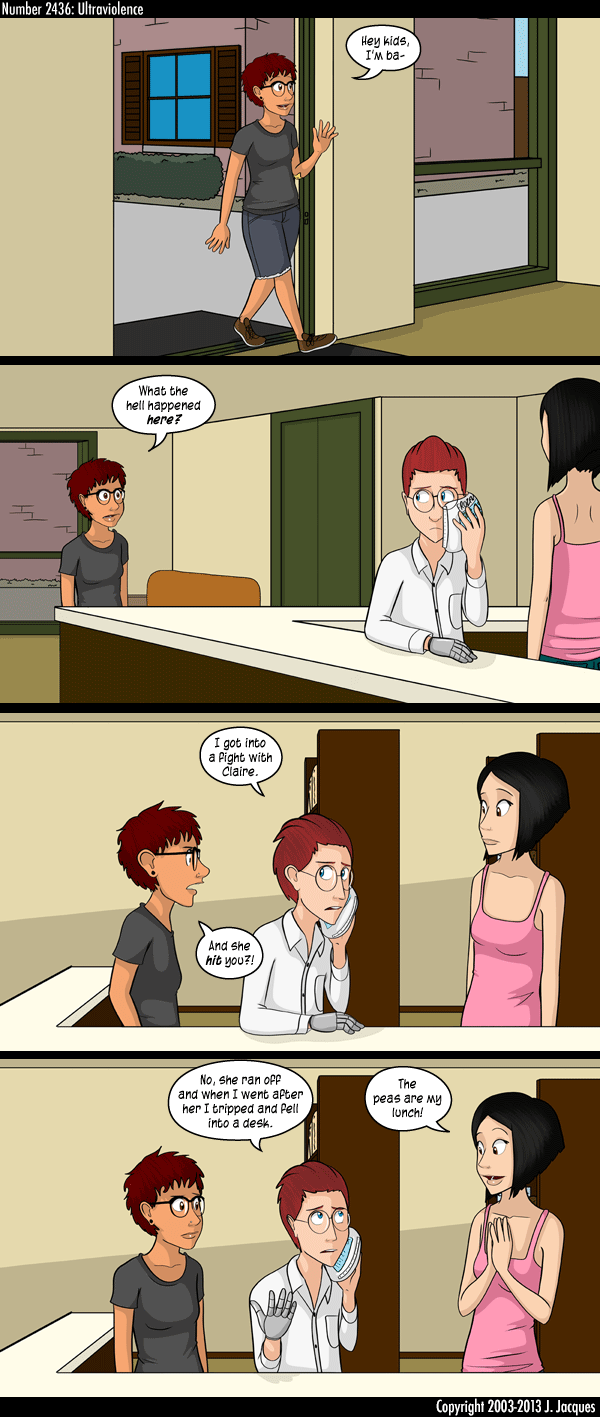 Number 2436: Ultraviolence
Hey kids,
I'm ba-
What the
hell happened
here?
I got into
a fight with
Claire.
And she
hit you?!
No, she ran off
and when I went after
her I tripped and fell
into a desk.
The
peas are my
lunch!
Copyright 2003-2013 J. Jacques